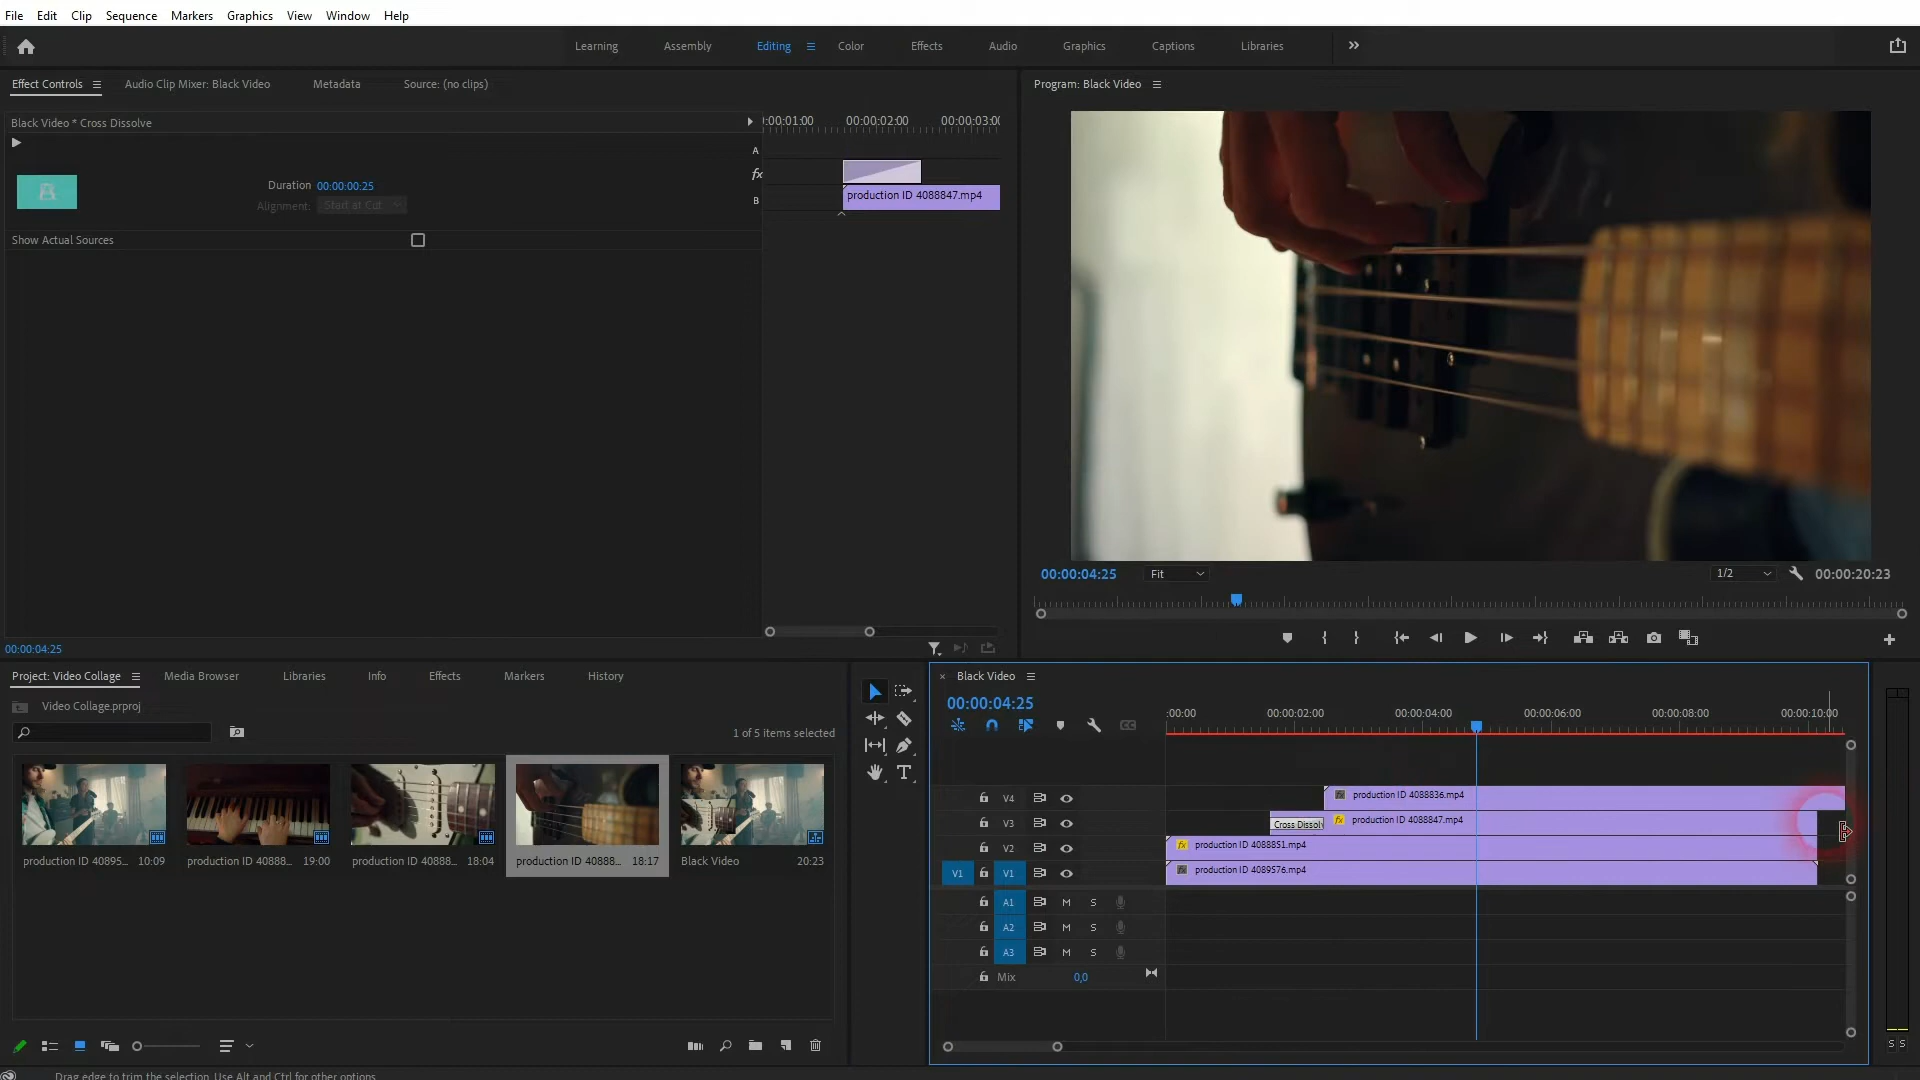 File Edit Clip Sequence Markers Graphics View Window Help
Learning Assembly Editing Color Effects Audio Graphics Captions Libraries
Effect Controls Audio Clip Mixer: Black Video Metadata Source: (no clips)
Program: Black Video
Black Video * Cross Dissolve
:00:01:00 00:00:02:00 00:00:03:00
A
Duration 00:00:00:25
fx
Alignment: Start at Cut
B production ID 4088847.mp4
Show Actual Sources
00:00:04:25 Fit 1/2 00:00:20:23
00:00:04:25
Project: Video Collage Media Browser Libraries Info Effects Markers History
Video Collage.prproj
1 of 5 items selected
production ID 40895... 10:09
production ID 40888... 19:00
production ID 40888... 18:04
production ID 40888... 18:17
Black Video 20:23
× Black Video
00:00:04:25
:00:00 00:00:02:00 00:00:04:00 00:00:06:00 00:00:08:00 00:00:10:00
V4 fx production ID 4088836.mp4
V3 Cross Dissolv fx production ID 4088847.mp4
V2 fx production ID 4088851.mp4
V1 V1 fx production ID 4089576.mp4
A1 M S
A2 M S
A3 M S
Mix 0,0
S S
Drag edge to trim the selection. Use Alt and Ctrl for other options.